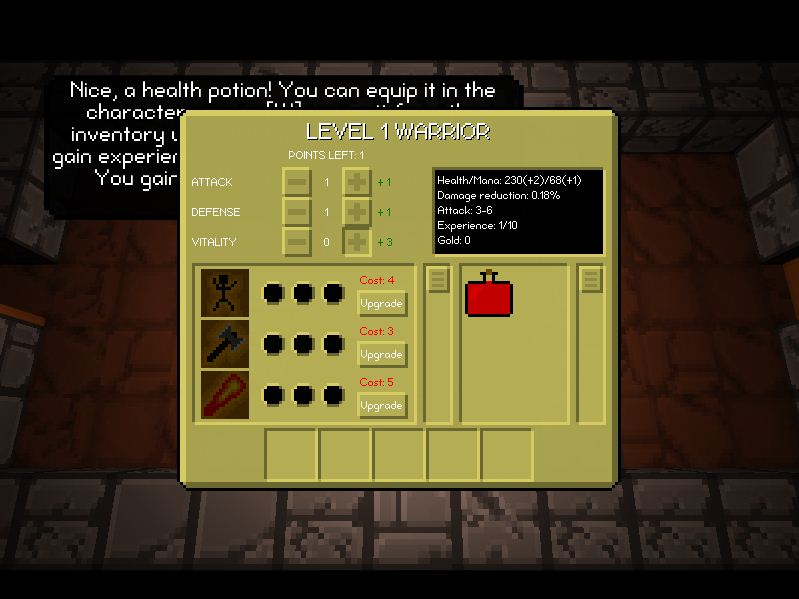 Nice, a health potion! You can equip it in the
character
inventory
gain experien
You gain
LEVEL 1 WARRIOR
POINTS LEFT: 1
ATTACK 1 +1
DEFENSE 1 +1
VITALITY 0 +3
Health/Mana: 230(+2)/68(+1)
Damage reduction: 0.18%
Attack: 3-6
Experience: 1/10
Gold: 0
Cost: 4
Upgrade
Cost: 3
Upgrade
Cost: 5
Upgrade